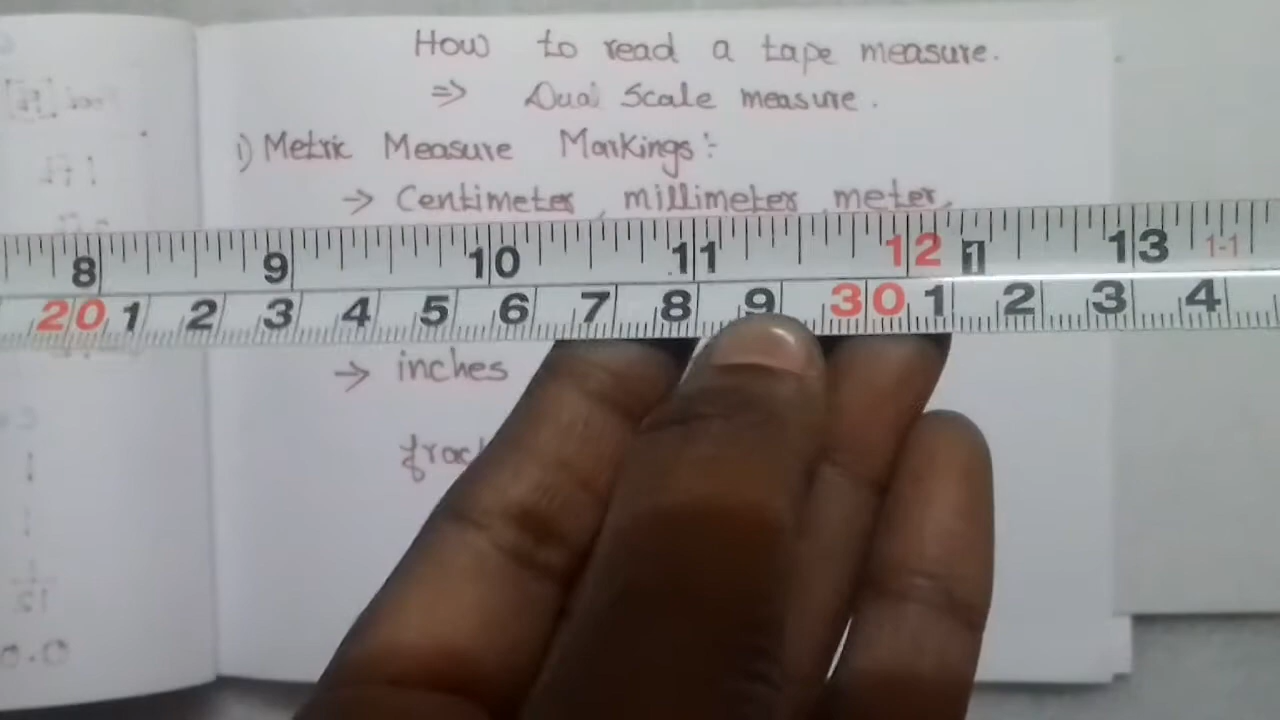 How to read a tape measure.
⇒ Dual Scale measure.
i) Metric Measure Markings:-
→ Centimeter, millimeter, meter,
8 9 10 11 12 1 13 1-1
20 1 2 3 4 5 6 7 8 9 30 1 2 3 4
→ inches